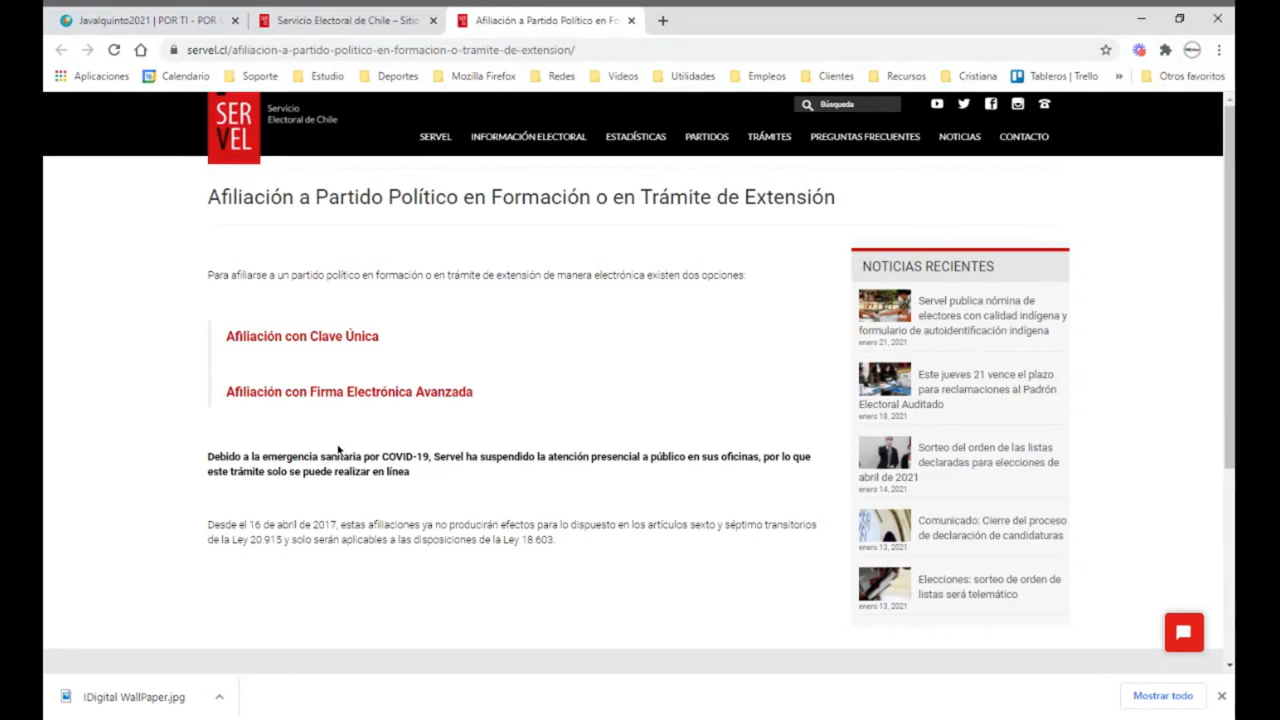 Javalquinto2021 | POR TI - POR
Servicio Electoral de Chile – Sitio
Afiliación a Partido Político en Fo
servel.cl/afiliacion-a-partido-politico-en-formacion-o-tramite-de-extension/
Aplicaciones
Calendario
Soporte
Estudio
Deportes
Mozilla Firefox
Redes
Videos
Utilidades
Empleos
Clientes
Recursos
Cristiana
Tableros | Trello
»
Otros favoritos
SER
VEL
Servicio
Electoral de Chile
Búsqueda
SERVEL
INFORMACIÓN ELECTORAL
ESTADÍSTICAS
PARTIDOS
TRÁMITES
PREGUNTAS FRECUENTES
NOTICIAS
CONTACTO
Afiliación a Partido Político en Formación o en Trámite de Extensión
Para afiliarse a un partido político en formación o en trámite de extensión de manera electrónica existen dos opciones:
Afiliación con Clave Única
Afiliación con Firma Electrónica Avanzada
Debido a la emergencia sanitaria por COVID-19, Servel ha suspendido la atención presencial a público en sus oficinas, por lo que
este trámite solo se puede realizar en línea
Desde el 16 de abril de 2017, estas afiliaciones ya no producirán efectos para lo dispuesto en los artículos sexto y séptimo transitorios
de la Ley 20.915 y solo serán aplicables a las disposiciones de la Ley 18.603.
NOTICIAS RECIENTES
Servel publica nómina de
electores con calidad indígena y
formulario de autoidentificación indígena
enero 21, 2021
Este jueves 21 vence el plazo
para reclamaciones al Padrón
Electoral Auditado
enero 18, 2021
Sorteo del orden de las listas
declaradas para elecciones de
abril de 2021
enero 14, 2021
Comunicado: Cierre del proceso
de declaración de candidaturas
enero 13, 2021
Elecciones: sorteo de orden de
listas será telemático
enero 13, 2021
IDigital WallPaper.jpg
Mostrar todo